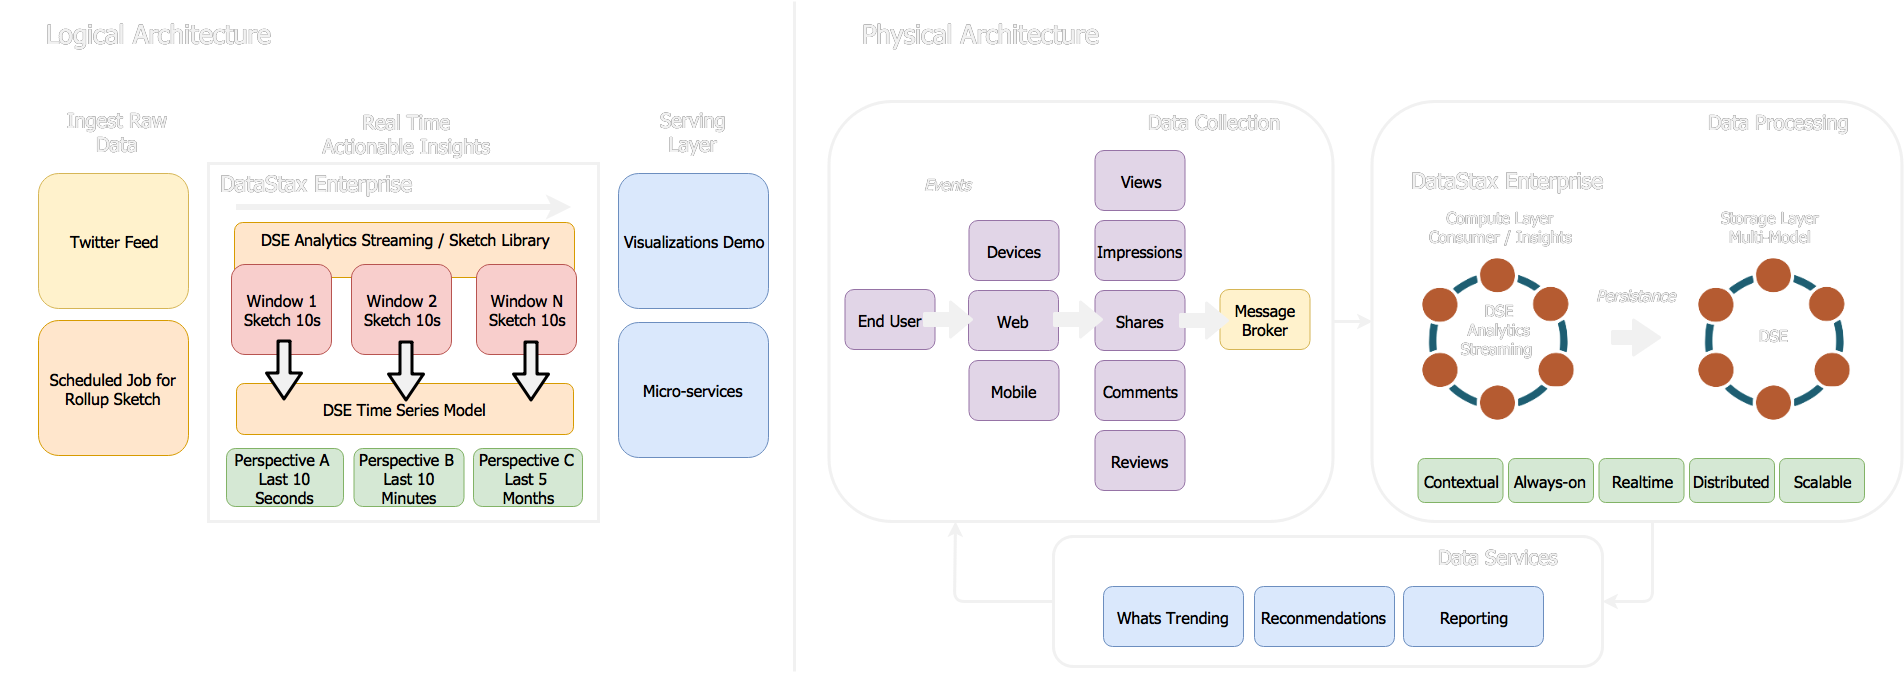 Logical Architecture
Ingest Raw
Data
Twitter Feed
Scheduled Job for
Rollup Sketch
Real Time
Actionable Insights
DataStax Enterprise
DSE Analytics Streaming / Sketch Library
Window 1
Sketch 10s
Window 2
Sketch 10s
Window N
Sketch 10s
DSE Time Series Model
Perspective A
Last 10
Seconds
Perspective B
Last 10
Minutes
Perspective C
Last 5
Months
Serving
Layer
Visualizations Demo
Micro-services
Physical Architecture
Data Collection
Events
End User
Devices
Web
Mobile
Views
Impressions
Shares
Comments
Reviews
Message
Broker
Data Processing
DataStax Enterprise
Compute Layer
Consumer / Insights
DSE
Analytics
Streaming
Persistance
Storage Layer
Multi-Model
DSE
Contextual
Always-on
Realtime
Distributed
Scalable
Data Services
Whats Trending
Reconmendations
Reporting